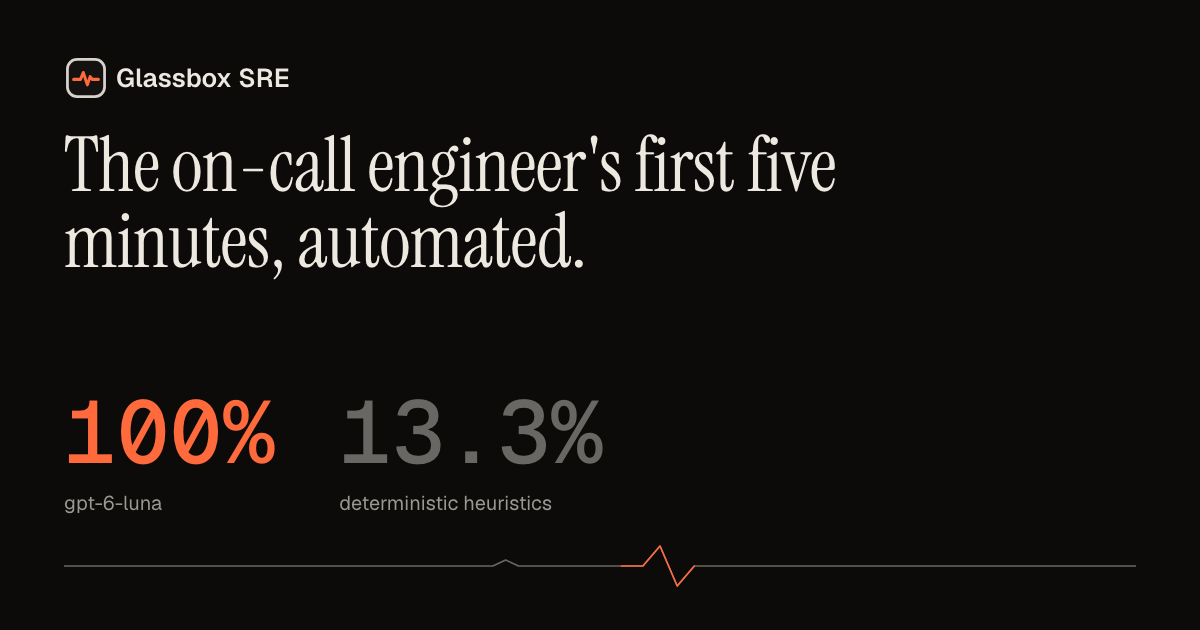 Glassbox SRE
The on-call engineer's first five
minutes, automated.
100% 13.3%
gpt-6-luna deterministic heuristics